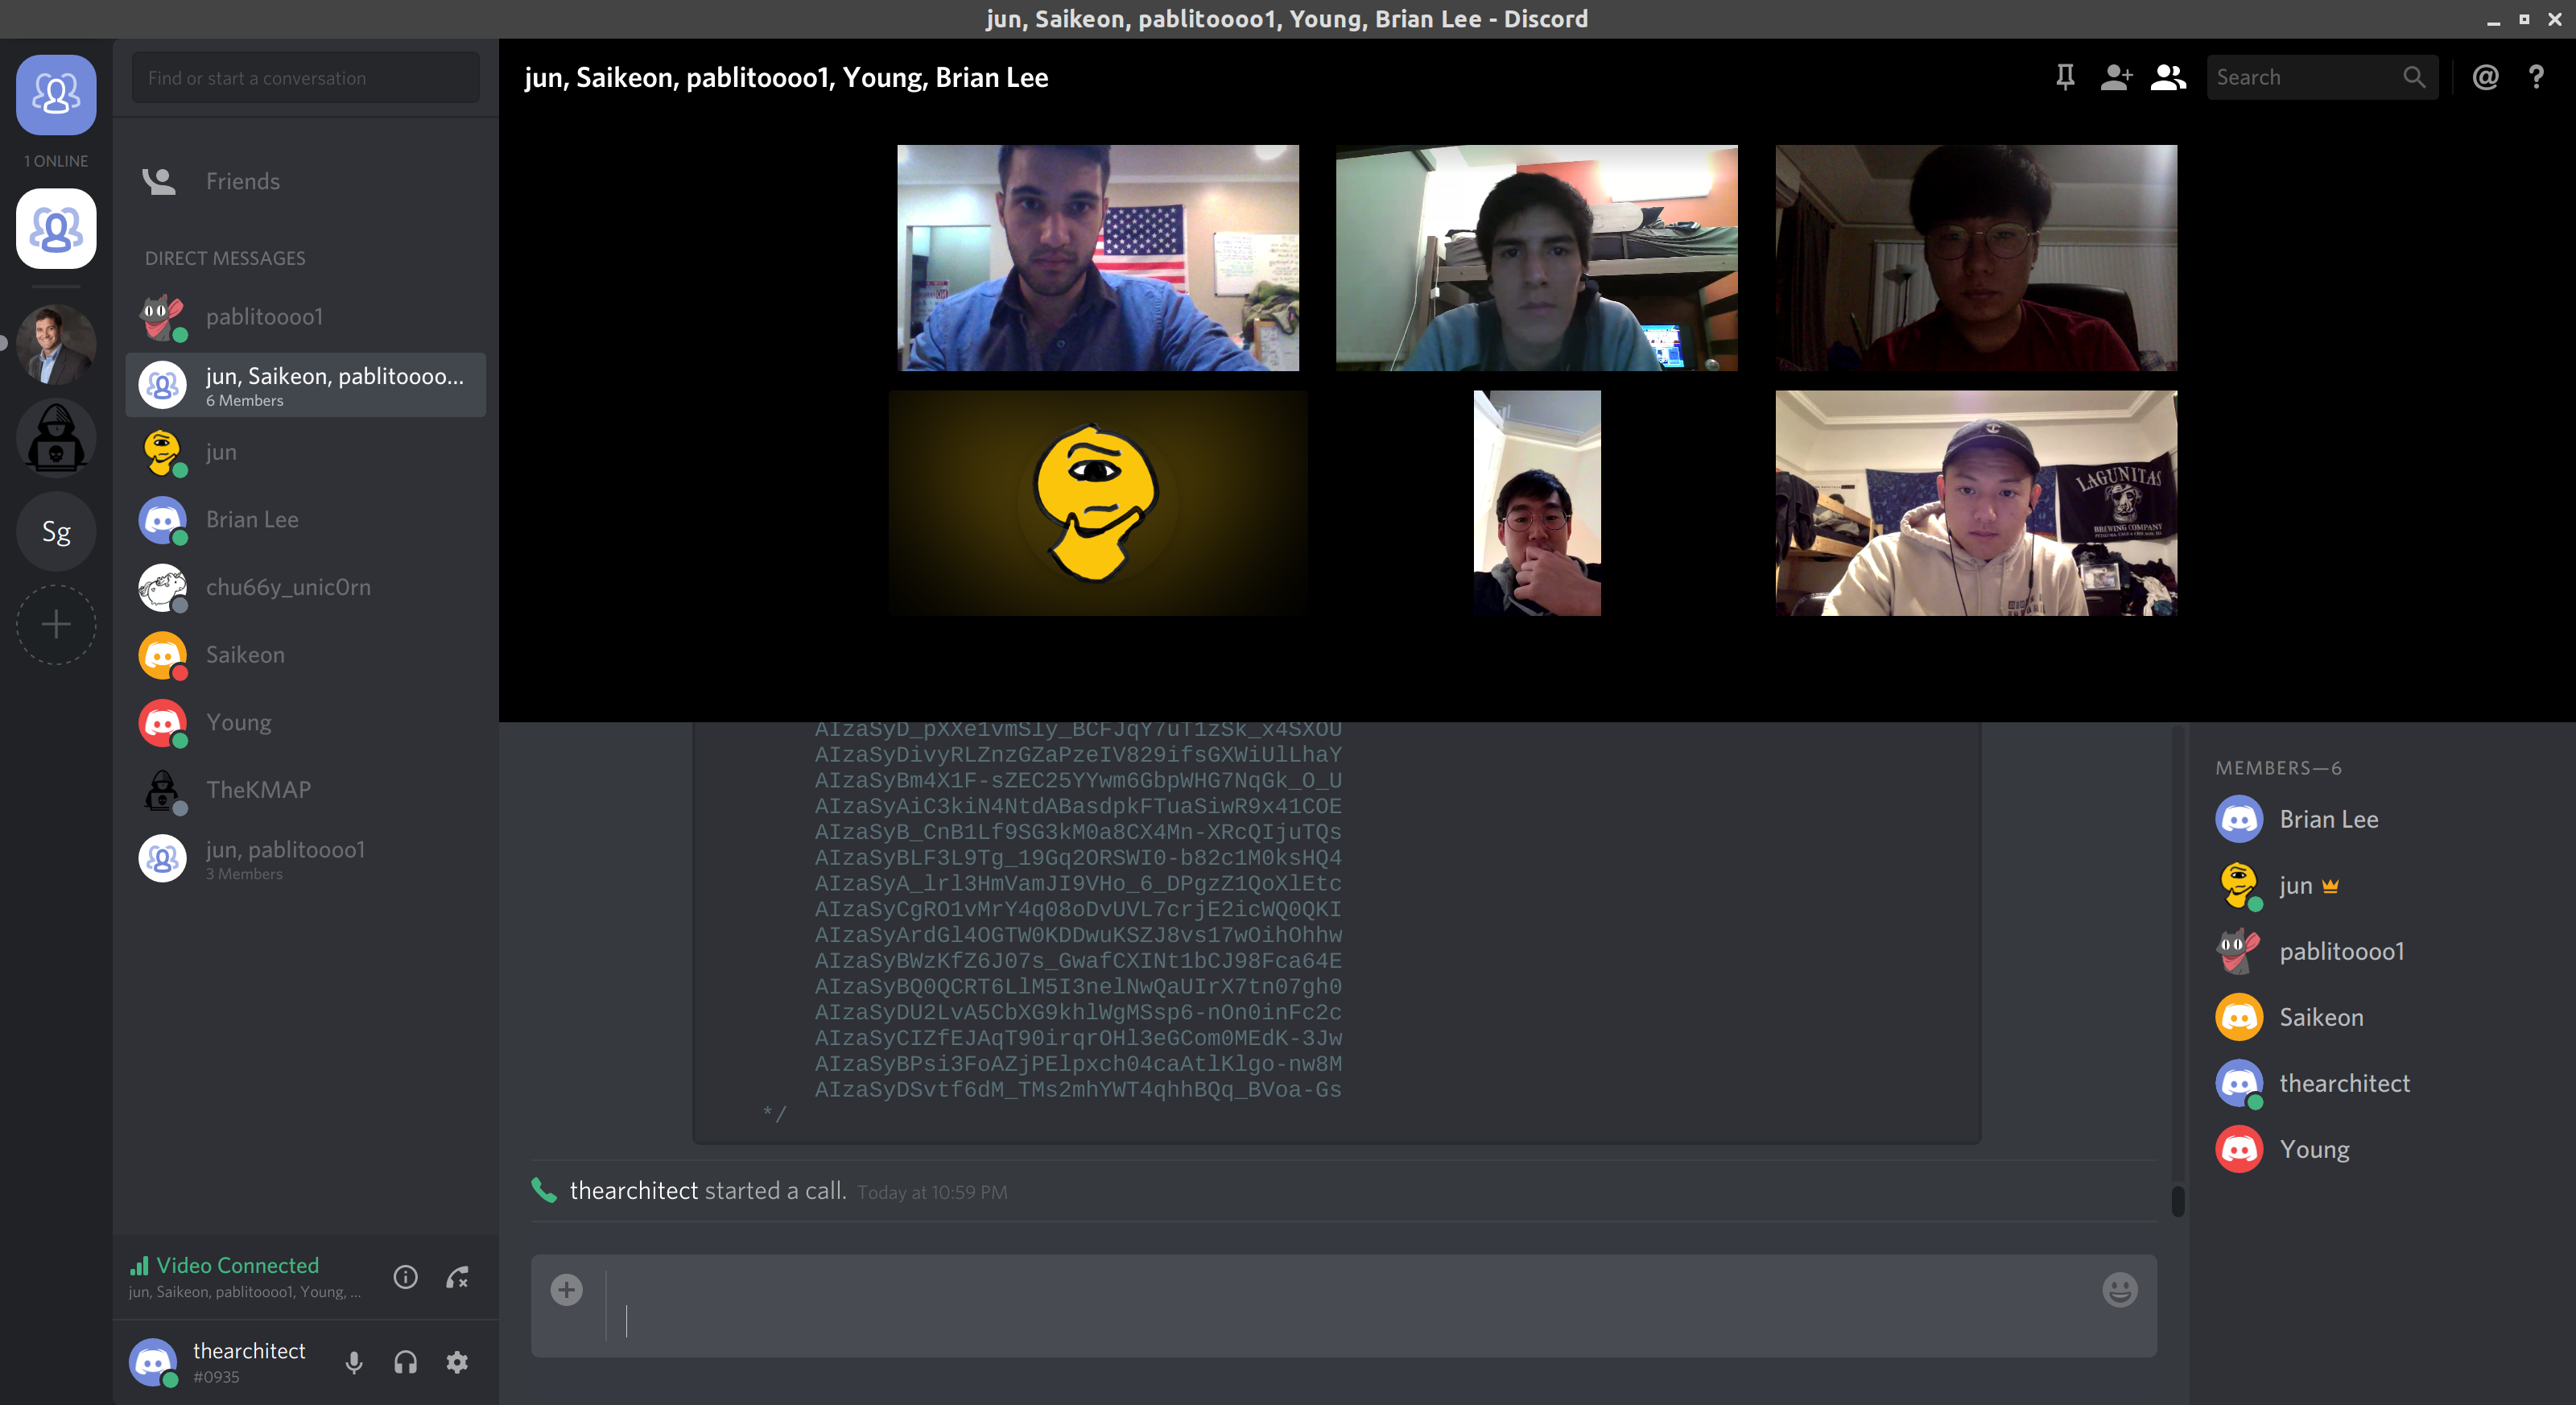 jun, Saikeon, pablitoooo1, Young, Brian Lee - Discord
Find or start a conversation
jun, Saikeon, pablitoooo1, Young, Brian Lee
Search
1 ONLINE
Friends
DIRECT MESSAGES
pablitoooo1
jun, Saikeon, pablitoooo...
6 Members
jun
Brian Lee
Sg
chu66y_unic0rn
Saikeon
Young
TheKMAP
jun, pablitoooo1
3 Members
LAGUNITAS
BREWING COMPANY
AIzaSyDivyRLZnzGZaPzeIV829ifsGXWiUlLhaY
AIzaSyBm4X1F-sZEC25YYwm6GbpWHG7NqGk_O_U
AIzaSyAiC3kiN4NtdABasdpkFTuaSiwR9x41COE
AIzaSyB_CnB1Lf9SG3kM0a8CX4Mn-XRcQIjuTQs
AIzaSyBLF3L9Tg_19Gq2ORSWI0-b82c1M0ksHQ4
AIzaSyA_lrl3HmVamJI9VHo_6_DPgzZ1QoXlEtc
AIzaSyCgRO1vMrY4q08oDvUVL7crjE2icWQ0QKI
AIzaSyArdGl4OGTW0KDDwuKSZJ8vs17wOihOhhw
AIzaSyBWzKfZ6J07s_GwafCXINt1bCJ98Fca64E
AIzaSyBQ0QCRT6LlM5I3nelNwQaUIrX7tn07gh0
AIzaSyDU2LvA5CbXG9khlWgMSsp6-nOn0inFc2c
AIzaSyCIZfEJAqT90irqrOHl3eGCom0MEdK-3Jw
AIzaSyBPsi3FoAZjPElpxch04caAtlKlgo-nw8M
AIzaSyDSvtf6dM_TMs2mhYWT4qhhBQq_BVoa-Gs
*/
thearchitect started a call. Today at 10:59 PM
MEMBERS—6
Brian Lee
jun
pablitoooo1
Saikeon
thearchitect
Young
Video Connected
jun, Saikeon, pablitoooo1, Young, ...
thearchitect
#0935